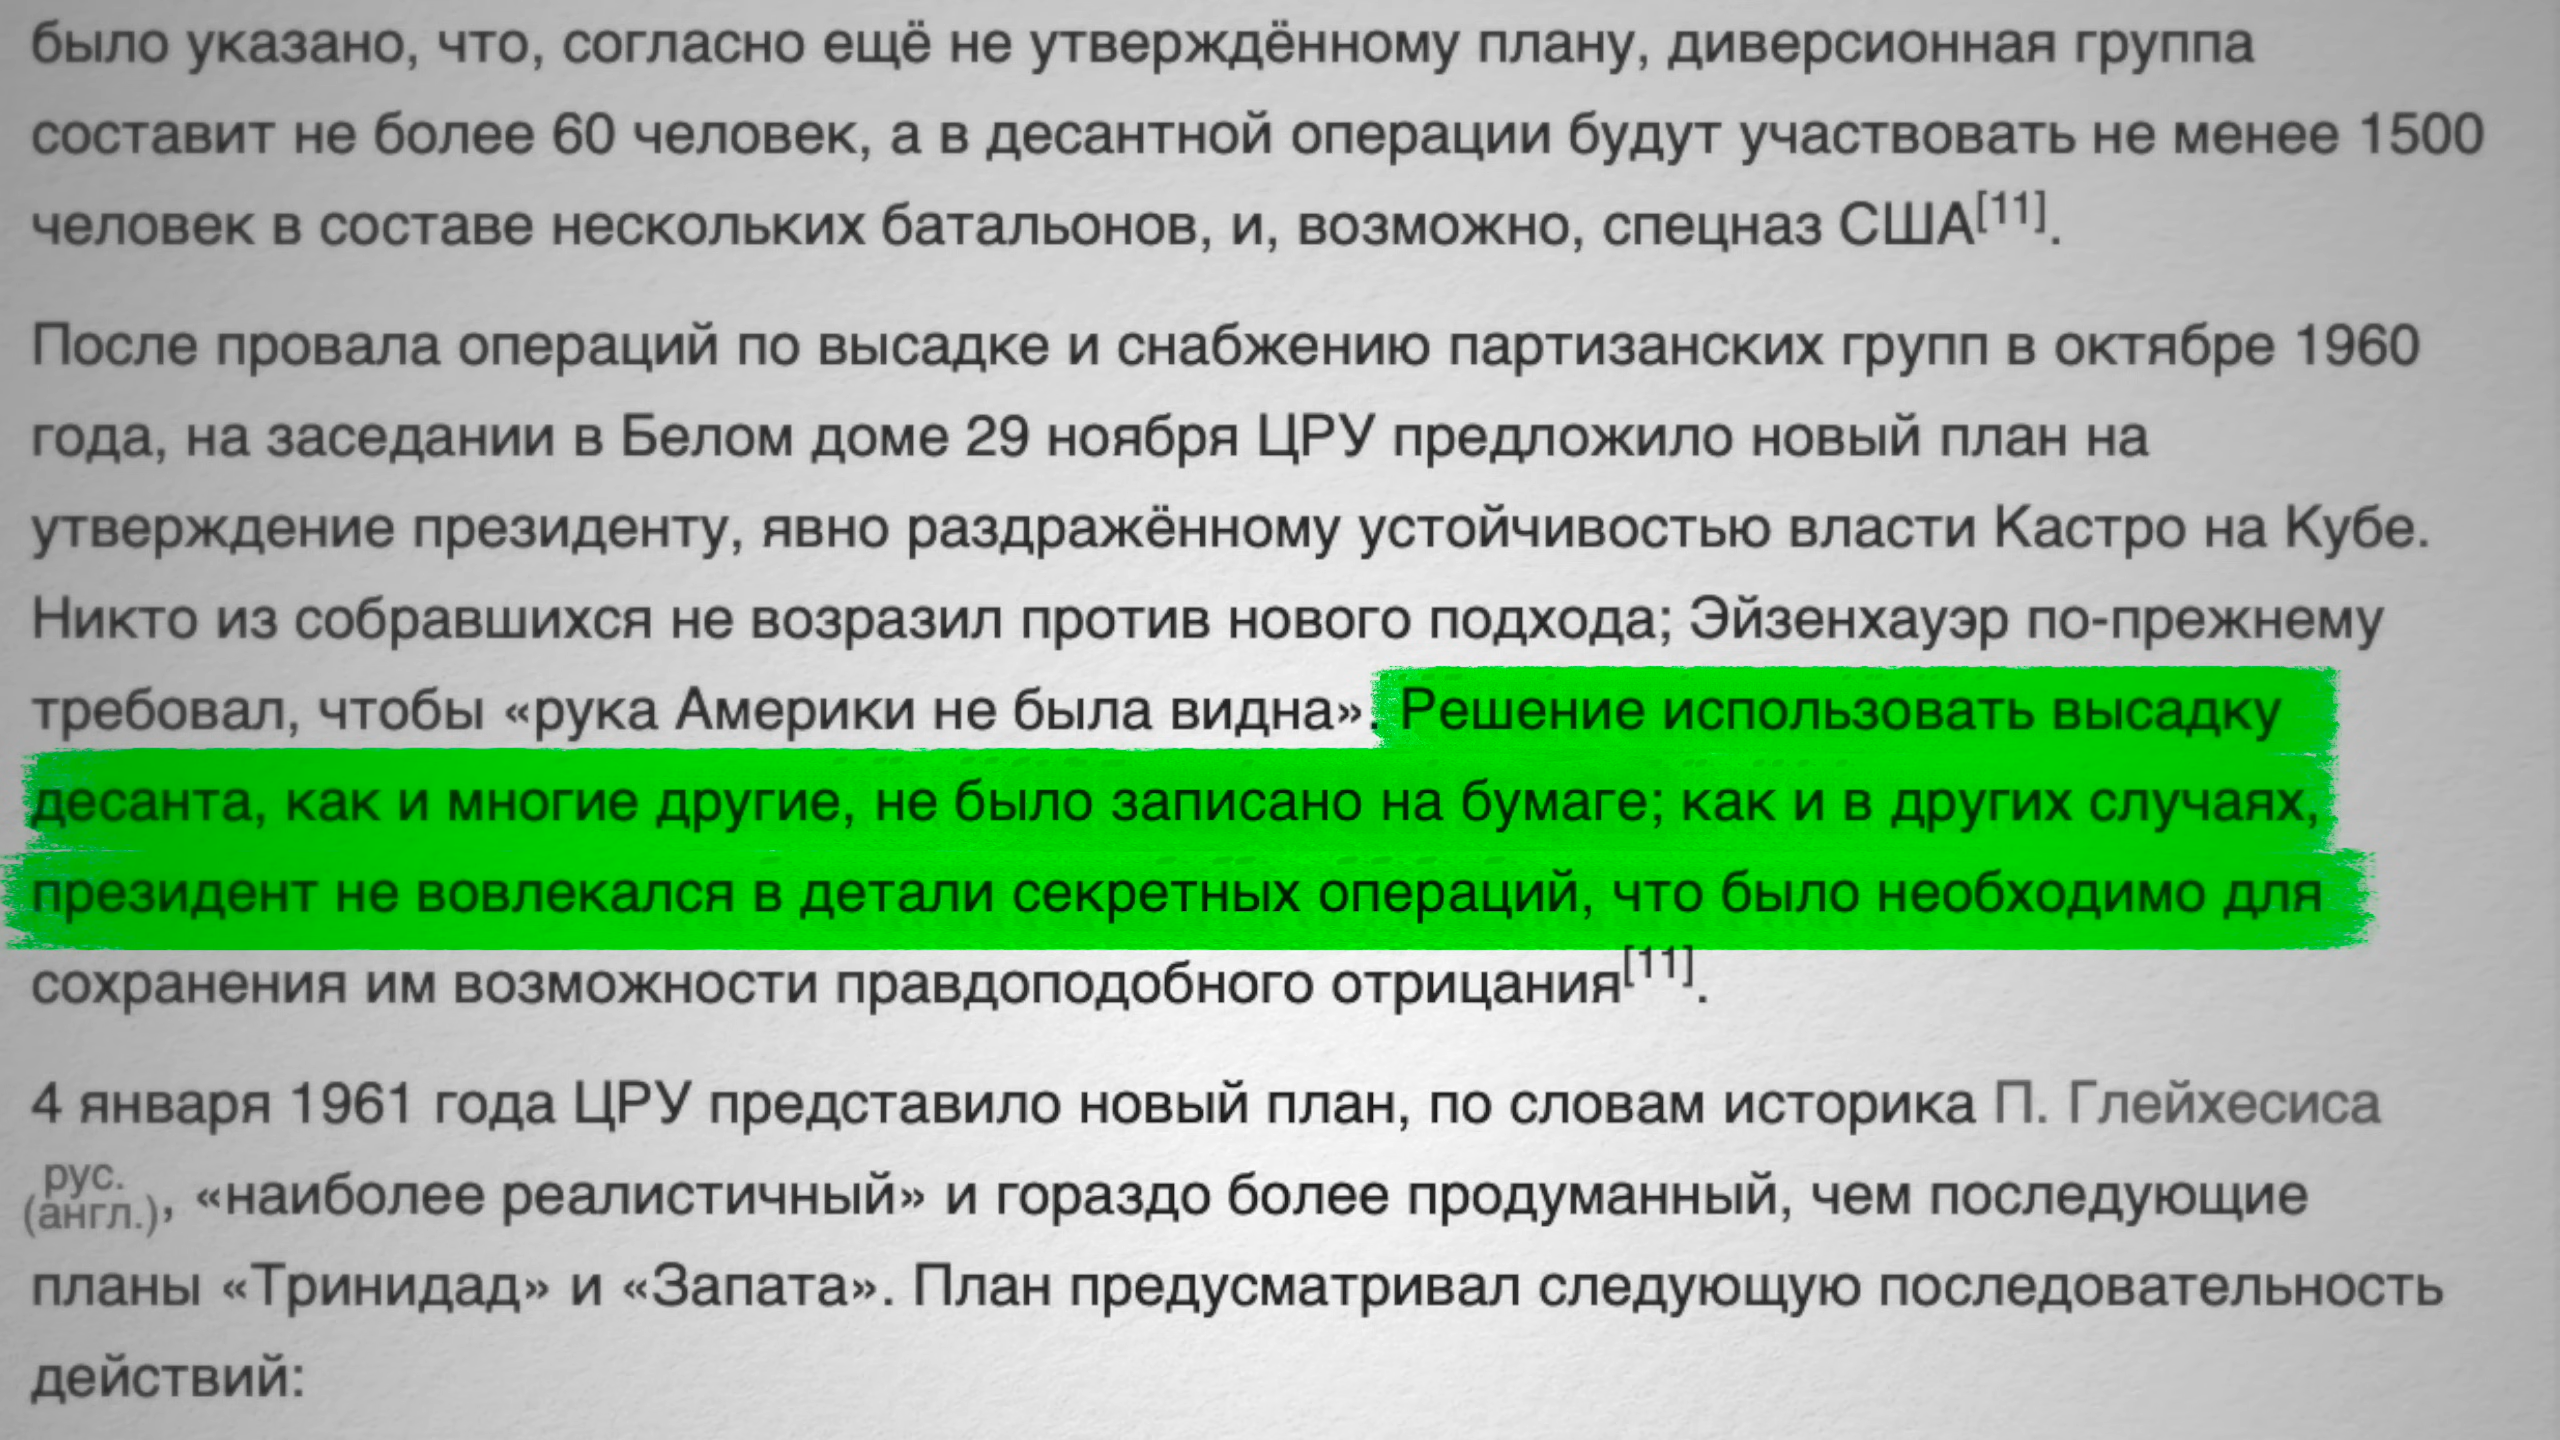 было указано, что, согласно ещё не утверждённому плану, диверсионная группа
составит не более 60 человек, а в десантной операции будут участвовать не менее 1500
человек в составе нескольких батальонов, и, возможно, спецназ США[11].
После провала операций по высадке и снабжению партизанских групп в октябре 1960
года, на заседании в Белом доме 29 ноября ЦРУ предложило новый план на
утверждение президенту, явно раздражённому устойчивостью власти Кастро на Кубе.
Никто из собравшихся не возразил против нового подхода; Эйзенхауэр по-прежнему
требовал, чтобы «рука Америки не была видна». Решение использовать высадку
десанта, как и многие другие, не было записано на бумаге; как и в других случаях,
президент не вовлекался в детали секретных операций, что было необходимо для
сохранения им возможности правдоподобного отрицания[11].
4 января 1961 года ЦРУ представило новый план, по словам историка П. Глейхесиса
рус.
(англ.), «наиболее реалистичный» и гораздо более продуманный, чем последующие
планы «Тринидад» и «Запата». План предусматривал следующую последовательность
действий: